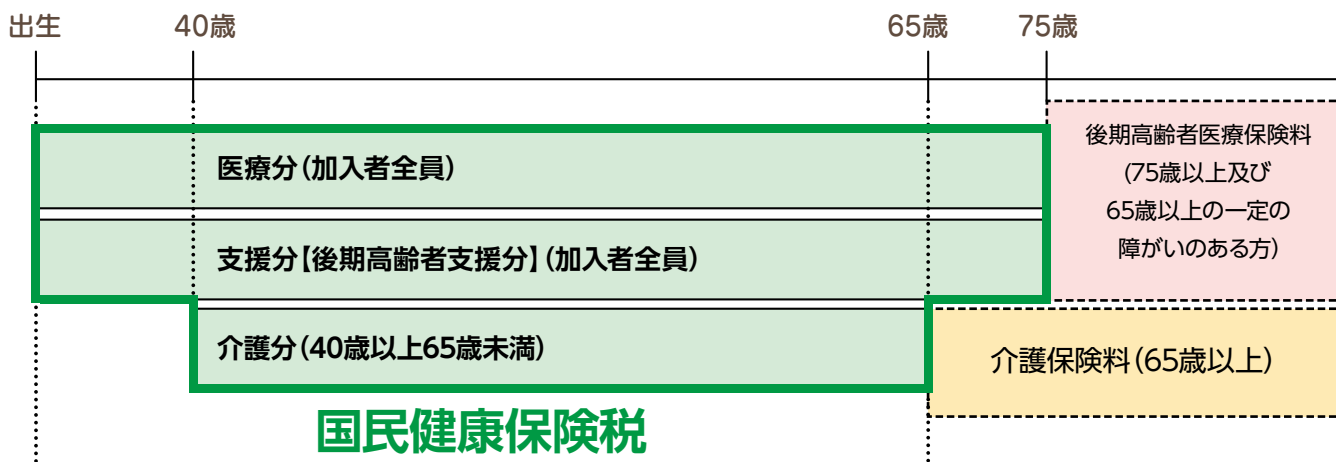 出生
40歳
65歳
75歳
医療分(加入者全員)
後期高齢者医療保険料
(75歳以上及び
65歳以上の一定の
障がいのある方)
支援分【後期高齢者支援分】(加入者全員)
介護分(40歳以上65歳未満)
介護保険料(65歳以上)
国民健康保険税